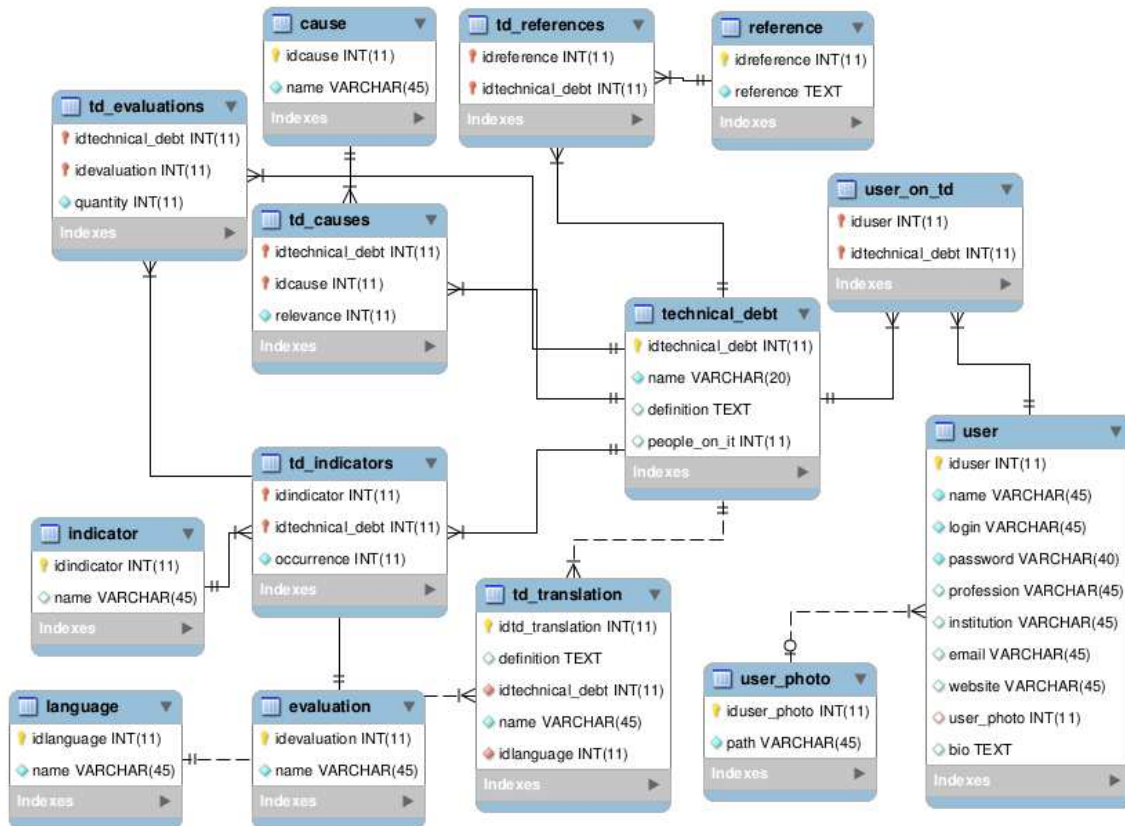 cause
idcause INT(11)
name VARCHAR(45)
Indexes
td_references
idreference INT(11)
idtechnical_debt INT(11)
Indexes
reference
idreference INT(11)
reference TEXT
Indexes
td_evaluations
idtechnical_debt INT(11)
idevaluation INT(11)
quantity INT(11)
Indexes
td_causes
idtechnical_debt INT(11)
idcause INT(11)
relevance INT(11)
Indexes
user_on_td
iduser INT(11)
idtechnical_debt INT(11)
Indexes
technical_debt
idtechnical_debt INT(11)
name VARCHAR(20)
definition TEXT
people_on_it INT(11)
Indexes
user
iduser INT(11)
name VARCHAR(45)
login VARCHAR(45)
password VARCHAR(40)
profession VARCHAR(45)
institution VARCHAR(45)
email VARCHAR(45)
website VARCHAR(45)
user_photo INT(11)
bio TEXT
Indexes
td_indicators
idindicator INT(11)
idtechnical_debt INT(11)
occurrence INT(11)
Indexes
indicator
idindicator INT(11)
name VARCHAR(45)
Indexes
td_translation
idtd_translation INT(11)
definition TEXT
idtechnical_debt INT(11)
name VARCHAR(45)
idlanguage INT(11)
Indexes
user_photo
iduser_photo INT(11)
path VARCHAR(45)
Indexes
language
idlanguage INT(11)
name VARCHAR(45)
Indexes
evaluation
idevaluation INT(11)
name VARCHAR(45)
Indexes